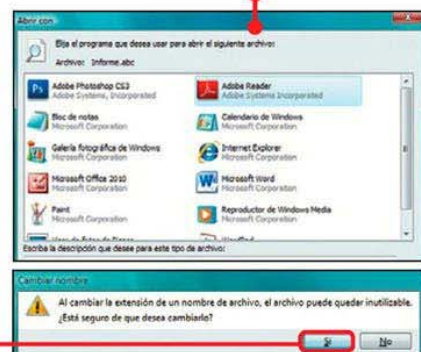 Abrir con
Elija el programa que desea usar para abrir el siguiente archivo:
Archivo: Informe.abc
Ps Adobe Photoshop CS3
Adobe Systems, Incorporated
Adobe Reader
Adobe Systems Incorporated
Bloc de notas
Microsoft Corporation
Calendario de Windows
Microsoft Corporation
Galería fotográfica de Windows
Microsoft Corporation
Internet Explorer
Microsoft Corporation
Microsoft Office 2010
Microsoft Corporation
Microsoft Word
Microsoft Corporation
Paint
Microsoft Corporation
Reproductor de Windows Media
Microsoft Corporation
Escriba la descripción que desee para este tipo de archivo:
Cambiar nombre
Al cambiar la extensión de un nombre de archivo, el archivo puede quedar inutilizable.
¿Está seguro de que desea cambiarlo?
Sí
No